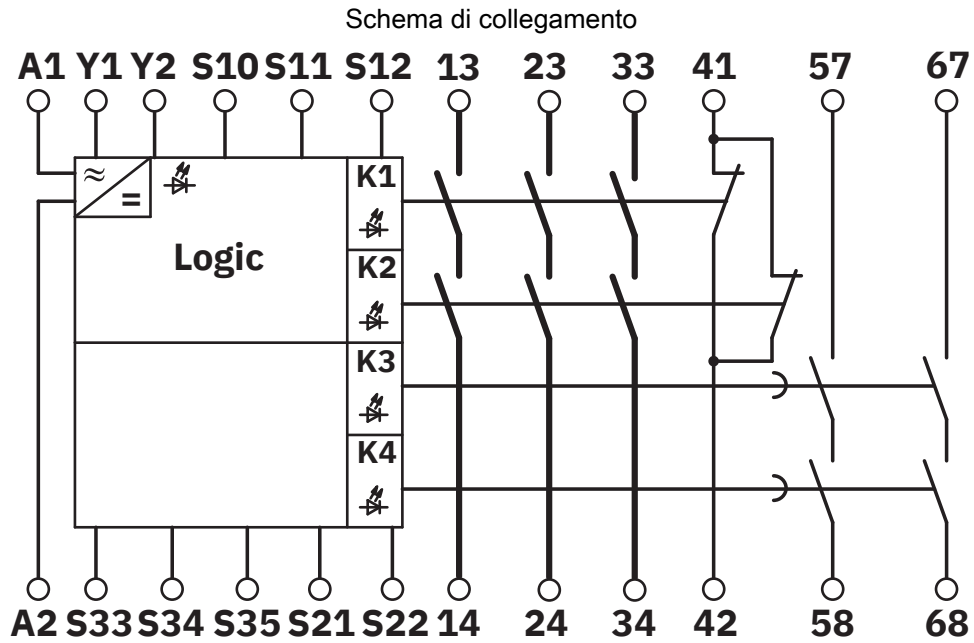 Schema di collegamento
A1 Y1 Y2 S10 S11 S12 13 23 33 41 57 67
≈
=
K1
Logic
K2
K3
K4
A2 S33 S34 S35 S21 S22 14 24 34 42 58 68